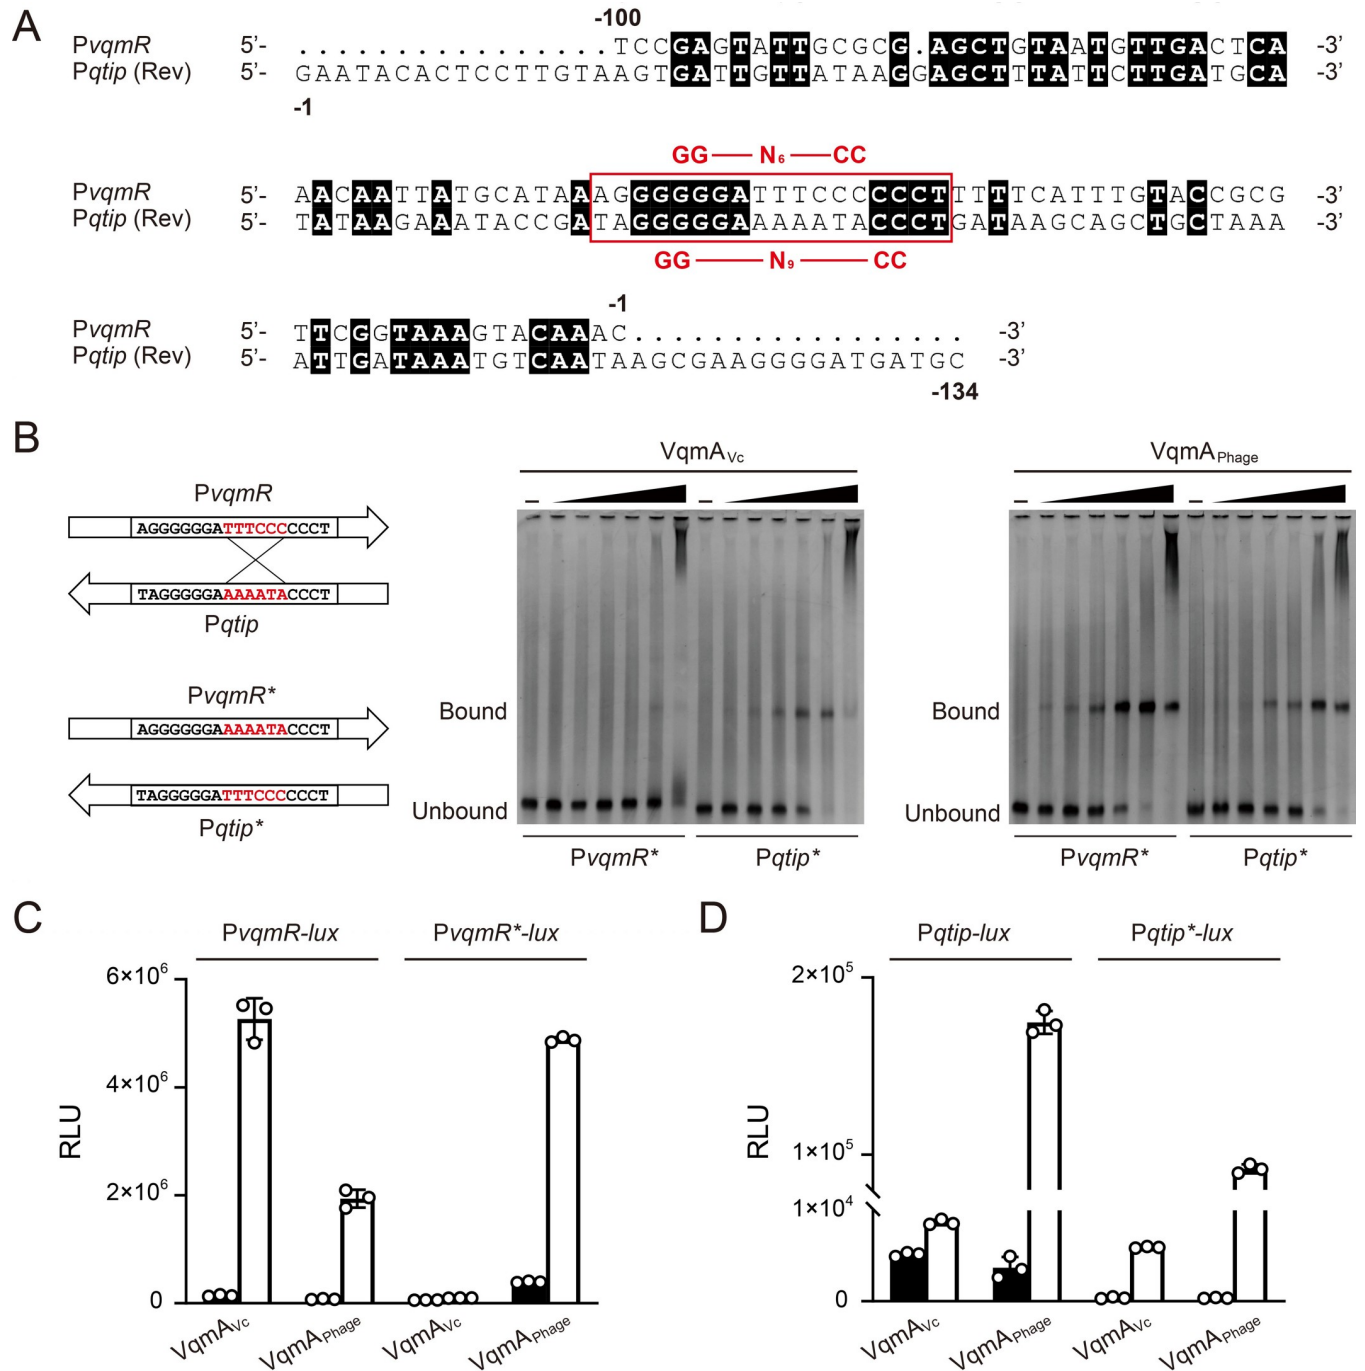 A
-100
PvqmR 5'- ................TCCGAGTATTGCGCG.AGCTGTAATGTTGACTCA -3'
Pqtip (Rev) 5'- GAATACACTCCTTGTAAGTGATTGTTATAAGGAGCTTTATTCTTGATGCA -3'
-1
GG — N₆ — CC
PvqmR 5'- AACAATTATGCATAAAGGGGGGATTTCCCCCCTTTTTCATTTGTACCGCG -3'
Pqtip (Rev) 5'- TATAAGAAATACCGATAGGGGGAAAAATACCCTGATAAGCAGCTGCTAAA -3'
GG — N₉ — CC
-1
PvqmR 5'- TTCGGTAAAGTACAAAC................. -3'
Pqtip (Rev) 5'- ATTGATAAATGTCAATAAGCGAAGGGGATGATGC -3'
-134
B
PvqmR
AGGGGGGATTTCCCCCCT
TAGGGGGAAAAATACCCT
Pqtip
PvqmR*
AGGGGGGAAAAATACCCT
TAGGGGGATTTCCCCCCT
Pqtip*
VqmAVc
– –
Bound
Unbound
PvqmR* Pqtip*
VqmAPhage
– –
Bound
Unbound
PvqmR* Pqtip*
C
PvqmR-lux PvqmR*-lux
RLU
6×10⁶
4×10⁶
2×10⁶
0
VqmAVc VqmAPhage VqmAVc VqmAPhage
D
Pqtip-lux Pqtip*-lux
RLU
2×10⁵
1×10⁵
1×10⁴
0
VqmAVc VqmAPhage VqmAVc VqmAPhage